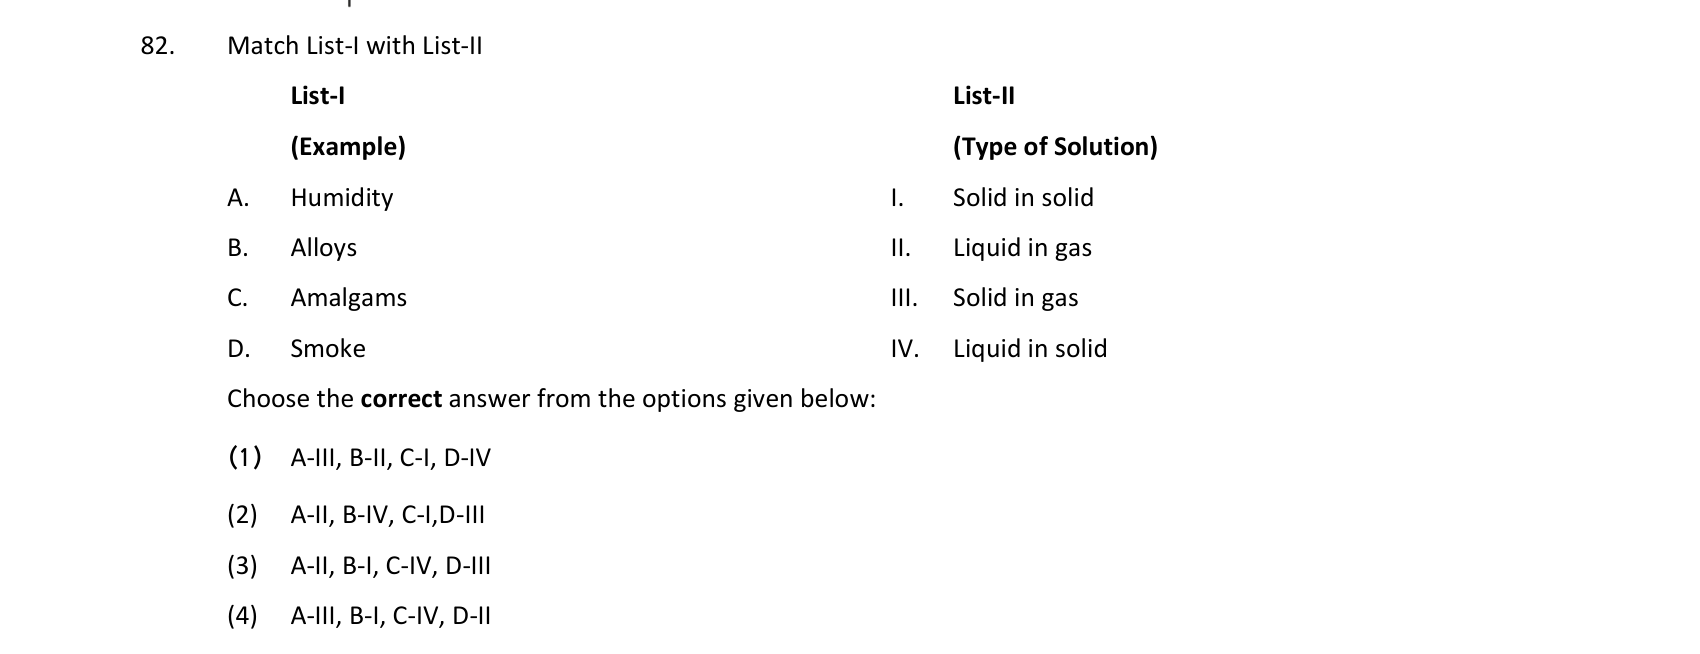 82. Match List-I with List-II
List-I List-II
(Example) (Type of Solution)
A. Humidity I. Solid in solid
B. Alloys II. Liquid in gas
C. Amalgams III. Solid in gas
D. Smoke IV. Liquid in solid
Choose the correct answer from the options given below:
(1) A-III, B-II, C-I, D-IV
(2) A-II, B-IV, C-I,D-III
(3) A-II, B-I, C-IV, D-III
(4) A-III, B-I, C-IV, D-II